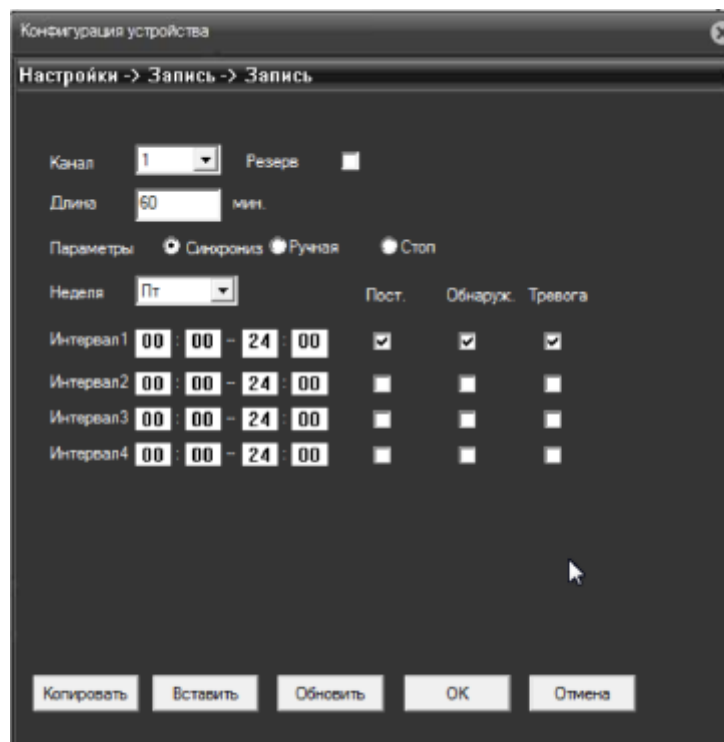 Конфигурация устройства
Настройки -> Запись -> Запись
Канал 1 Резерв
Длина 60 мин.
Параметры Синхрониз Ручная Стоп
Неделя Пт Пост. Обнаруж. Тревога
Интервал1 00 : 00 - 24 : 00
Интервал2 00 : 00 - 24 : 00
Интервал3 00 : 00 - 24 : 00
Интервал4 00 : 00 - 24 : 00
Копировать Вставить Обновить OK Отмена